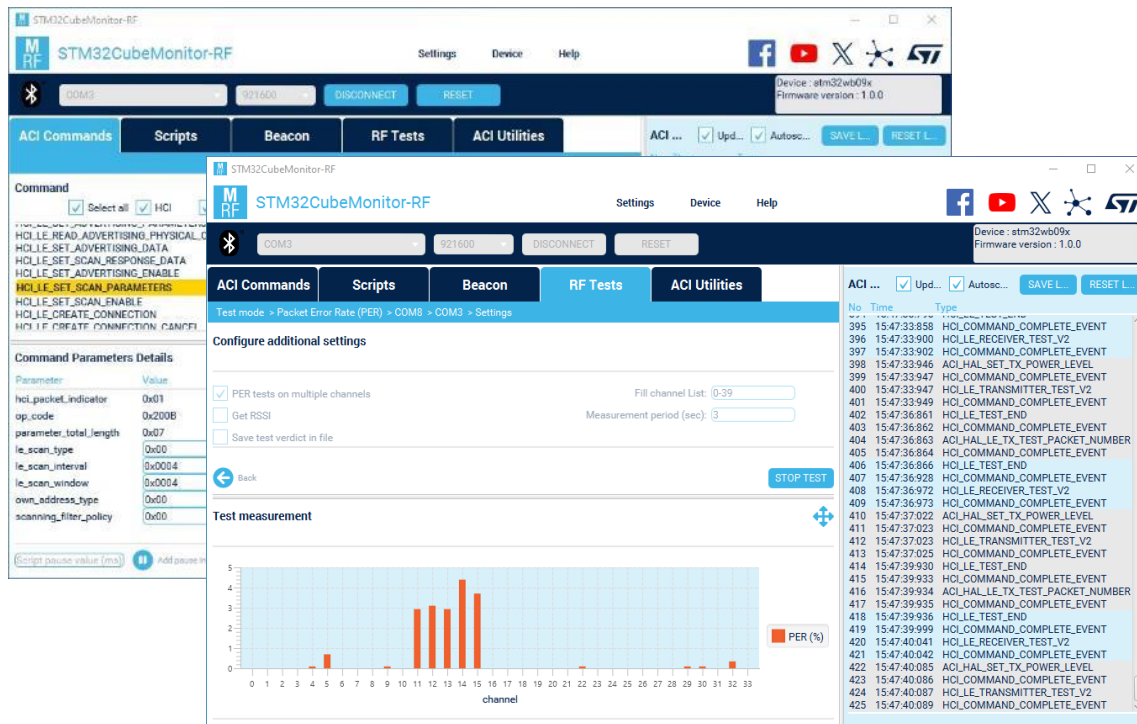 STM32CubeMonitor-RF
M
RF
STM32CubeMonitor-RF
Settings
Device
Help
COM3
921600
DISCONNECT
RESET
Device : stm32wb09x
Firmware version : 1.0.0
ACI Commands
Scripts
Beacon
RF Tests
ACI Utilities
ACI ...
Upd...
Autosc...
SAVE L...
RESET L...
Command
Select all
HCI
HCI_LE_READ_ADVERTISING_PHYSICAL_C
HCI_LE_SET_ADVERTISING_DATA
HCI_LE_SET_SCAN_RESPONSE_DATA
HCI_LE_SET_ADVERTISING_ENABLE
HCI_LE_SET_SCAN_PARAMETERS
HCI_LE_SET_SCAN_ENABLE
HCI_LE_CREATE_CONNECTION
HCI_LE_CREATE_CONNECTION_CANCEL
Command Parameters Details
Parameter Value
hci_packet_indicator 0x01
op_code 0x200B
parameter_total_length 0x07
le_scan_type 0x00
le_scan_interval 0x0004
le_scan_window 0x0004
own_address_type 0x00
scanning_filter_policy 0x00
Script pause value (ms)
Add pause in
STM32CubeMonitor-RF
M
RF
STM32CubeMonitor-RF
Settings
Device
Help
COM3
921600
DISCONNECT
RESET
Device : stm32wb09x
Firmware version : 1.0.0
ACI Commands
Scripts
Beacon
RF Tests
ACI Utilities
Test mode > Packet Error Rate (PER) > COM8 > COM3 > Settings
Configure additional settings
PER tests on multiple channels
Fill channel List: 0-39
Get RSSI
Measurement period (sec): 3
Save test verdict in file
Back
STOP TEST
Test measurement
5
4
3
2
1
0
17 0 1 2 3 4 5 6 7 8 9 10 11 12 13 14 15 16 17 18 19 20 21 22 23 24 25 26 27 28 29 30 31 32 33
channel
PER (%)
ACI ...
Upd...
Autosc...
SAVE L...
RESET L...
No Time Type
395 15:47:33:858 HCI_COMMAND_COMPLETE_EVENT
396 15:47:33:900 HCI_LE_RECEIVER_TEST_V2
397 15:47:33:902 HCI_COMMAND_COMPLETE_EVENT
398 15:47:33:946 ACI_HAL_SET_TX_POWER_LEVEL
399 15:47:33:947 HCI_COMMAND_COMPLETE_EVENT
400 15:47:33:947 HCI_LE_TRANSMITTER_TEST_V2
401 15:47:33:949 HCI_COMMAND_COMPLETE_EVENT
402 15:47:36:861 HCI_LE_TEST_END
403 15:47:36:862 HCI_COMMAND_COMPLETE_EVENT
404 15:47:36:863 ACI_HAL_LE_TX_TEST_PACKET_NUMBER
405 15:47:36:864 HCI_COMMAND_COMPLETE_EVENT
406 15:47:36:866 HCI_LE_TEST_END
407 15:47:36:928 HCI_COMMAND_COMPLETE_EVENT
408 15:47:36:972 HCI_LE_RECEIVER_TEST_V2
409 15:47:36:973 HCI_COMMAND_COMPLETE_EVENT
410 15:47:37:022 ACI_HAL_SET_TX_POWER_LEVEL
411 15:47:37:023 HCI_COMMAND_COMPLETE_EVENT
412 15:47:37:023 HCI_LE_TRANSMITTER_TEST_V2
413 15:47:37:025 HCI_COMMAND_COMPLETE_EVENT
414 15:47:39:930 HCI_LE_TEST_END
415 15:47:39:933 HCI_COMMAND_COMPLETE_EVENT
416 15:47:39:934 ACI_HAL_LE_TX_TEST_PACKET_NUMBER
417 15:47:39:935 HCI_COMMAND_COMPLETE_EVENT
418 15:47:39:936 HCI_LE_TEST_END
419 15:47:39:999 HCI_COMMAND_COMPLETE_EVENT
420 15:47:40:041 HCI_LE_RECEIVER_TEST_V2
421 15:47:40:042 HCI_COMMAND_COMPLETE_EVENT
422 15:47:40:085 ACI_HAL_SET_TX_POWER_LEVEL
423 15:47:40:086 HCI_COMMAND_COMPLETE_EVENT
424 15:47:40:087 HCI_LE_TRANSMITTER_TEST_V2
425 15:47:40:089 HCI_COMMAND_COMPLETE_EVENT